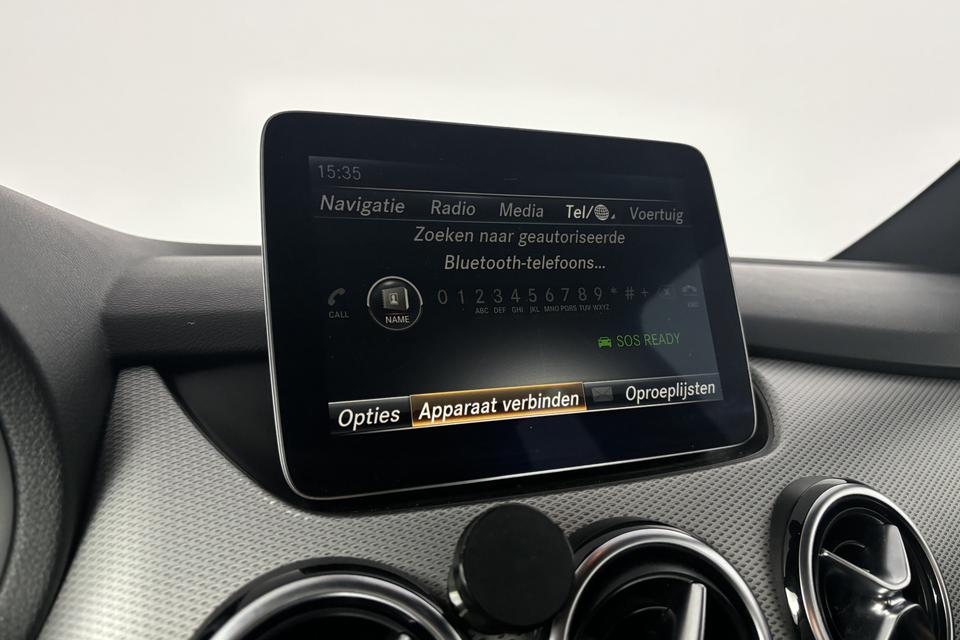 15:35
Navigatie Radio Media Tel/ Voertuig
Zoeken naar geautoriseerde
Bluetooth-telefoons...
CALL NAME 0 1 2 3 4 5 6 7 8 9 * # +
ABC DEF GHI JKL MNO PQRS TUV WXYZ
SOS READY
Opties Apparaat verbinden Oproeplijsten